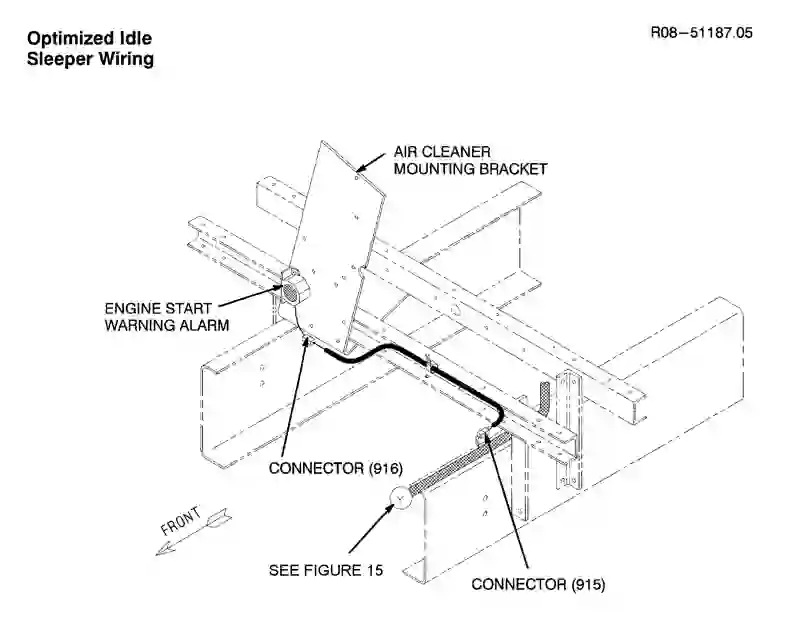 Optimized Idle
Sleeper Wiring
R08-51187.05
AIR CLEANER
MOUNTING BRACKET
ENGINE START
WARNING ALARM
CONNECTOR (916)
FRONT
SEE FIGURE 15
CONNECTOR (915)